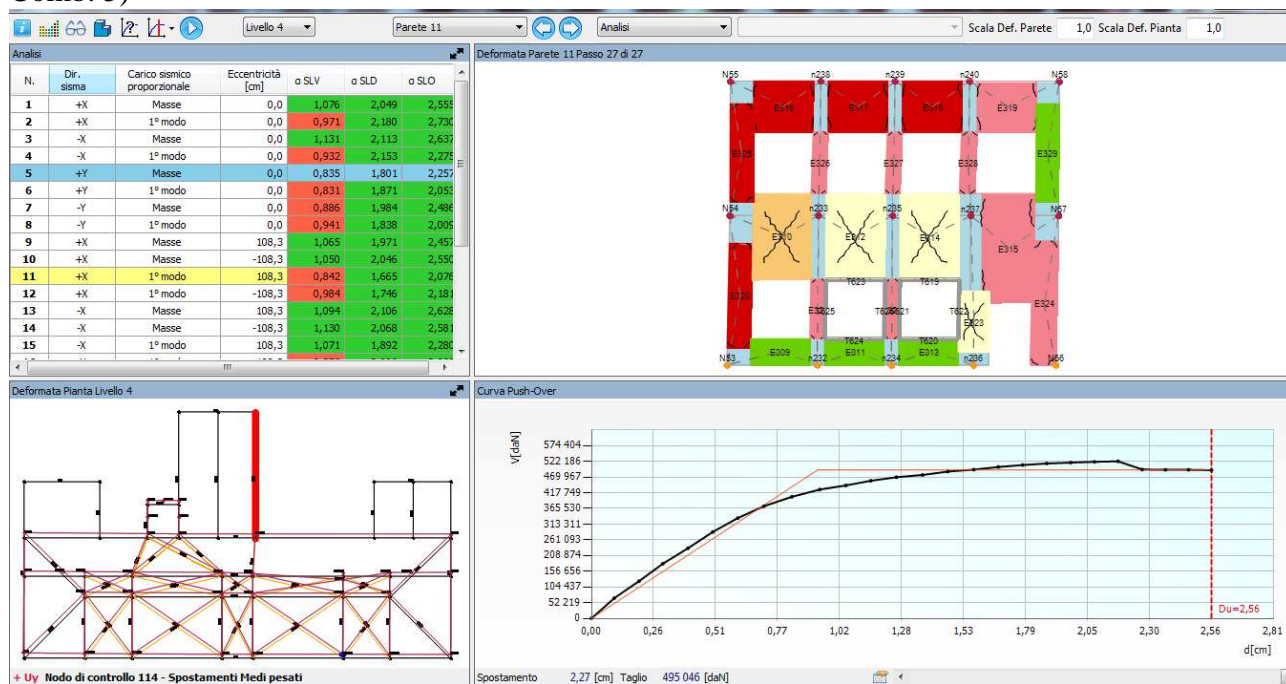 Livello 4 Parete 11 Analisi Scala Def. Parete 1,0 Scala Def. Pianta 1,0
Analisi
N. Dir. sisma Carico sismico proporzionale Eccentricità [cm] α SLV α SLD α SLO
1 +X Masse 0,0 1,076 2,049 2,555
2 +X 1° modo 0,0 0,971 2,180 2,730
3 -X Masse 0,0 1,131 2,113 2,637
4 -X 1° modo 0,0 0,932 2,153 2,275
5 +Y Masse 0,0 0,835 1,801 2,257
6 +Y 1° modo 0,0 0,831 1,871 2,053
7 -Y Masse 0,0 0,886 1,984 2,486
8 -Y 1° modo 0,0 0,941 1,838 2,009
9 +X Masse 108,3 1,065 1,971 2,457
10 +X Masse -108,3 1,050 2,046 2,550
11 +X 1° modo 108,3 0,842 1,665 2,076
12 +X 1° modo -108,3 0,984 1,746 2,181
13 -X Masse 108,3 1,094 2,106 2,628
14 -X Masse -108,3 1,130 2,068 2,581
15 -X 1° modo 108,3 1,071 1,892 2,280
Deformata Parete 11 Passo 27 di 27
N55 n238 n239 n240 N58
E316 E317 E318 E319
E326 E327 E328 E329
N54 n233 n235 n237 N57
E310 E312 E314 E315
T623 T619
E320 T625 T621 T622 E323 E324
T624 T620
N53 E309 n232 E311 n234 E313 n236 N56
Deformata Pianta Livello 4
+ Uy Nodo di controllo 114 - Spostamenti Medi pesati
Curva Push-Over
V[daN]
574 404
522 186
469 967
417 749
365 530
313 311
261 093
208 874
156 656
104 437
52 219
0
Du=2,56
0,00 0,26 0,51 0,77 1,02 1,28 1,53 1,79 2,05 2,30 2,56 2,81
d[cm]
Spostamento 2,27 [cm] Taglio 495 046 [daN]